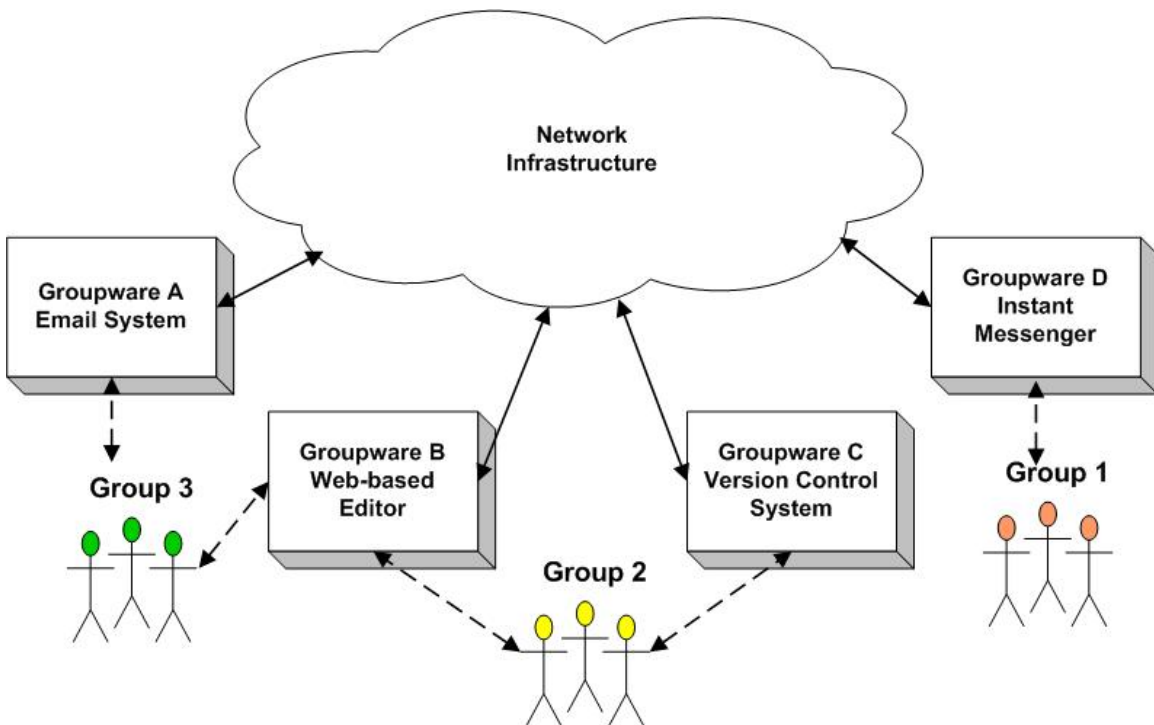 Network
Infrastructure
Groupware A
Email System
Groupware D
Instant
Messenger
Groupware B
Web-based
Editor
Groupware C
Version Control
System
Group 3
Group 1
Group 2